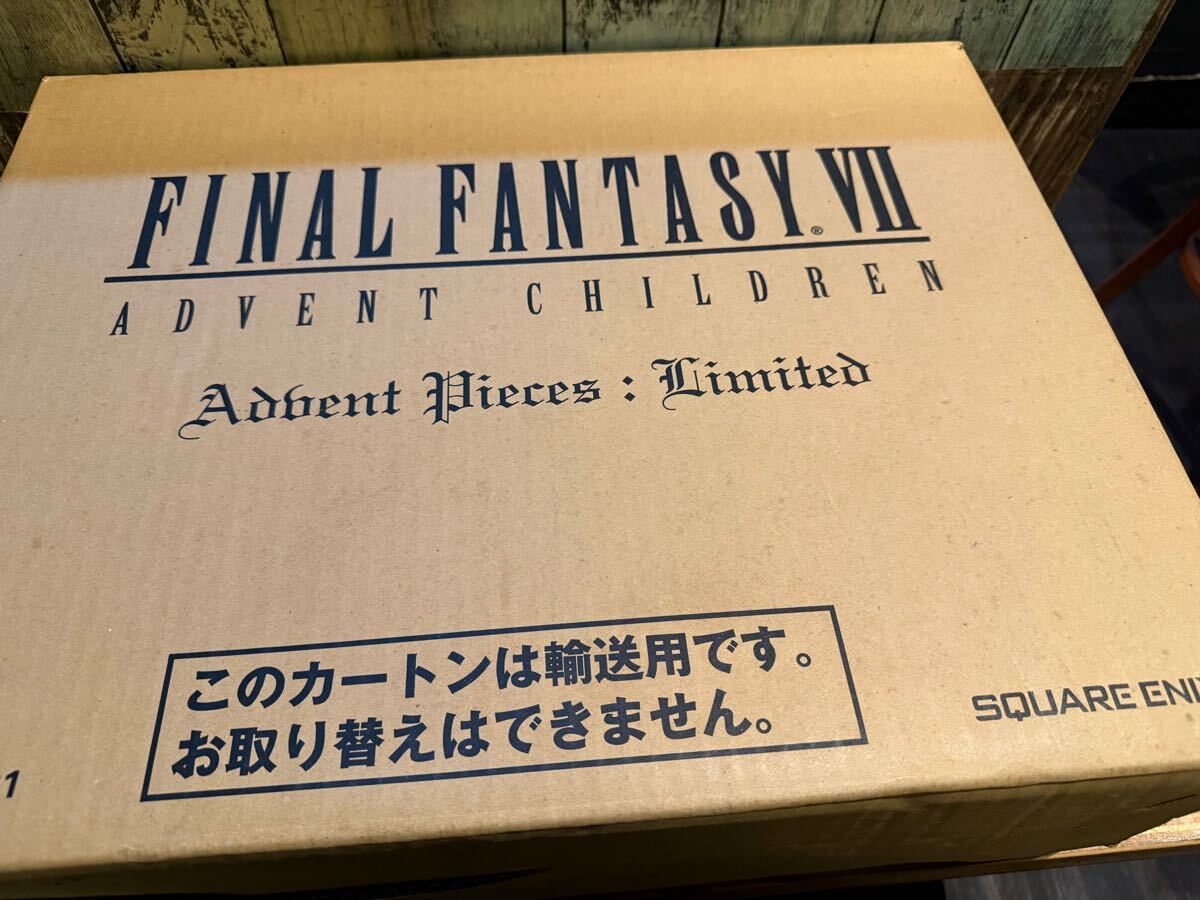 FINAL FANTASY® VII
ADVENT CHILDREN
Advent Pieces : Limited
このカートンは輸送用です。
お取り替えはできません。
SQUARE